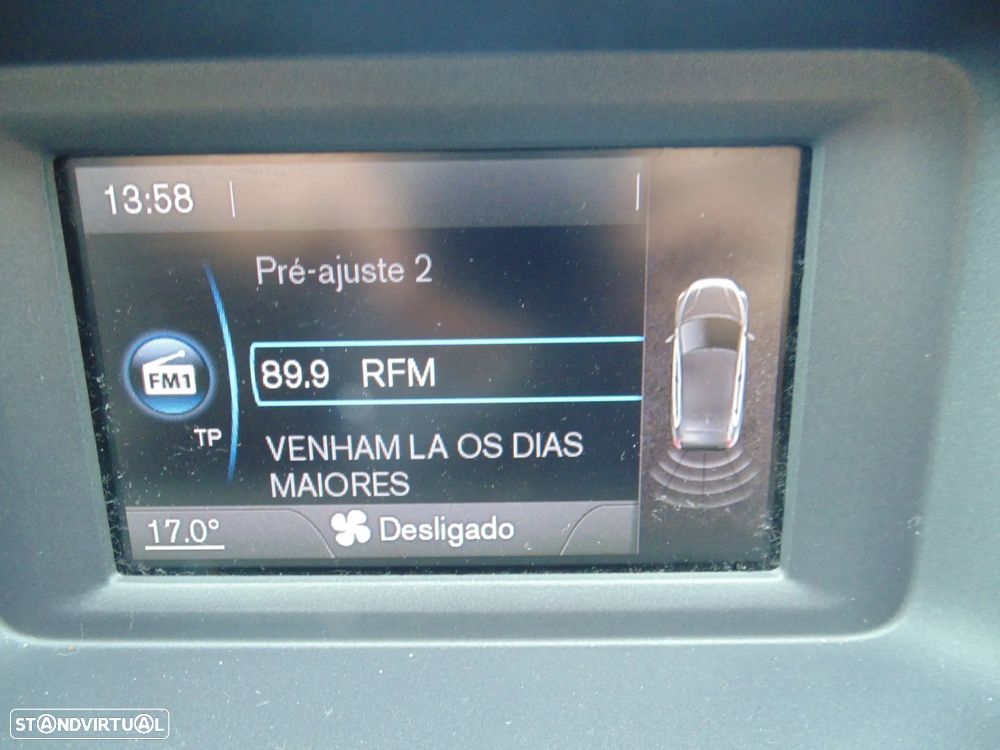 13:58
Pré-ajuste 2
FM1
89.9 RFM
TP
VENHAM LA OS DIAS
MAIORES
17.0°
Desligado
STANDVIRTUAL